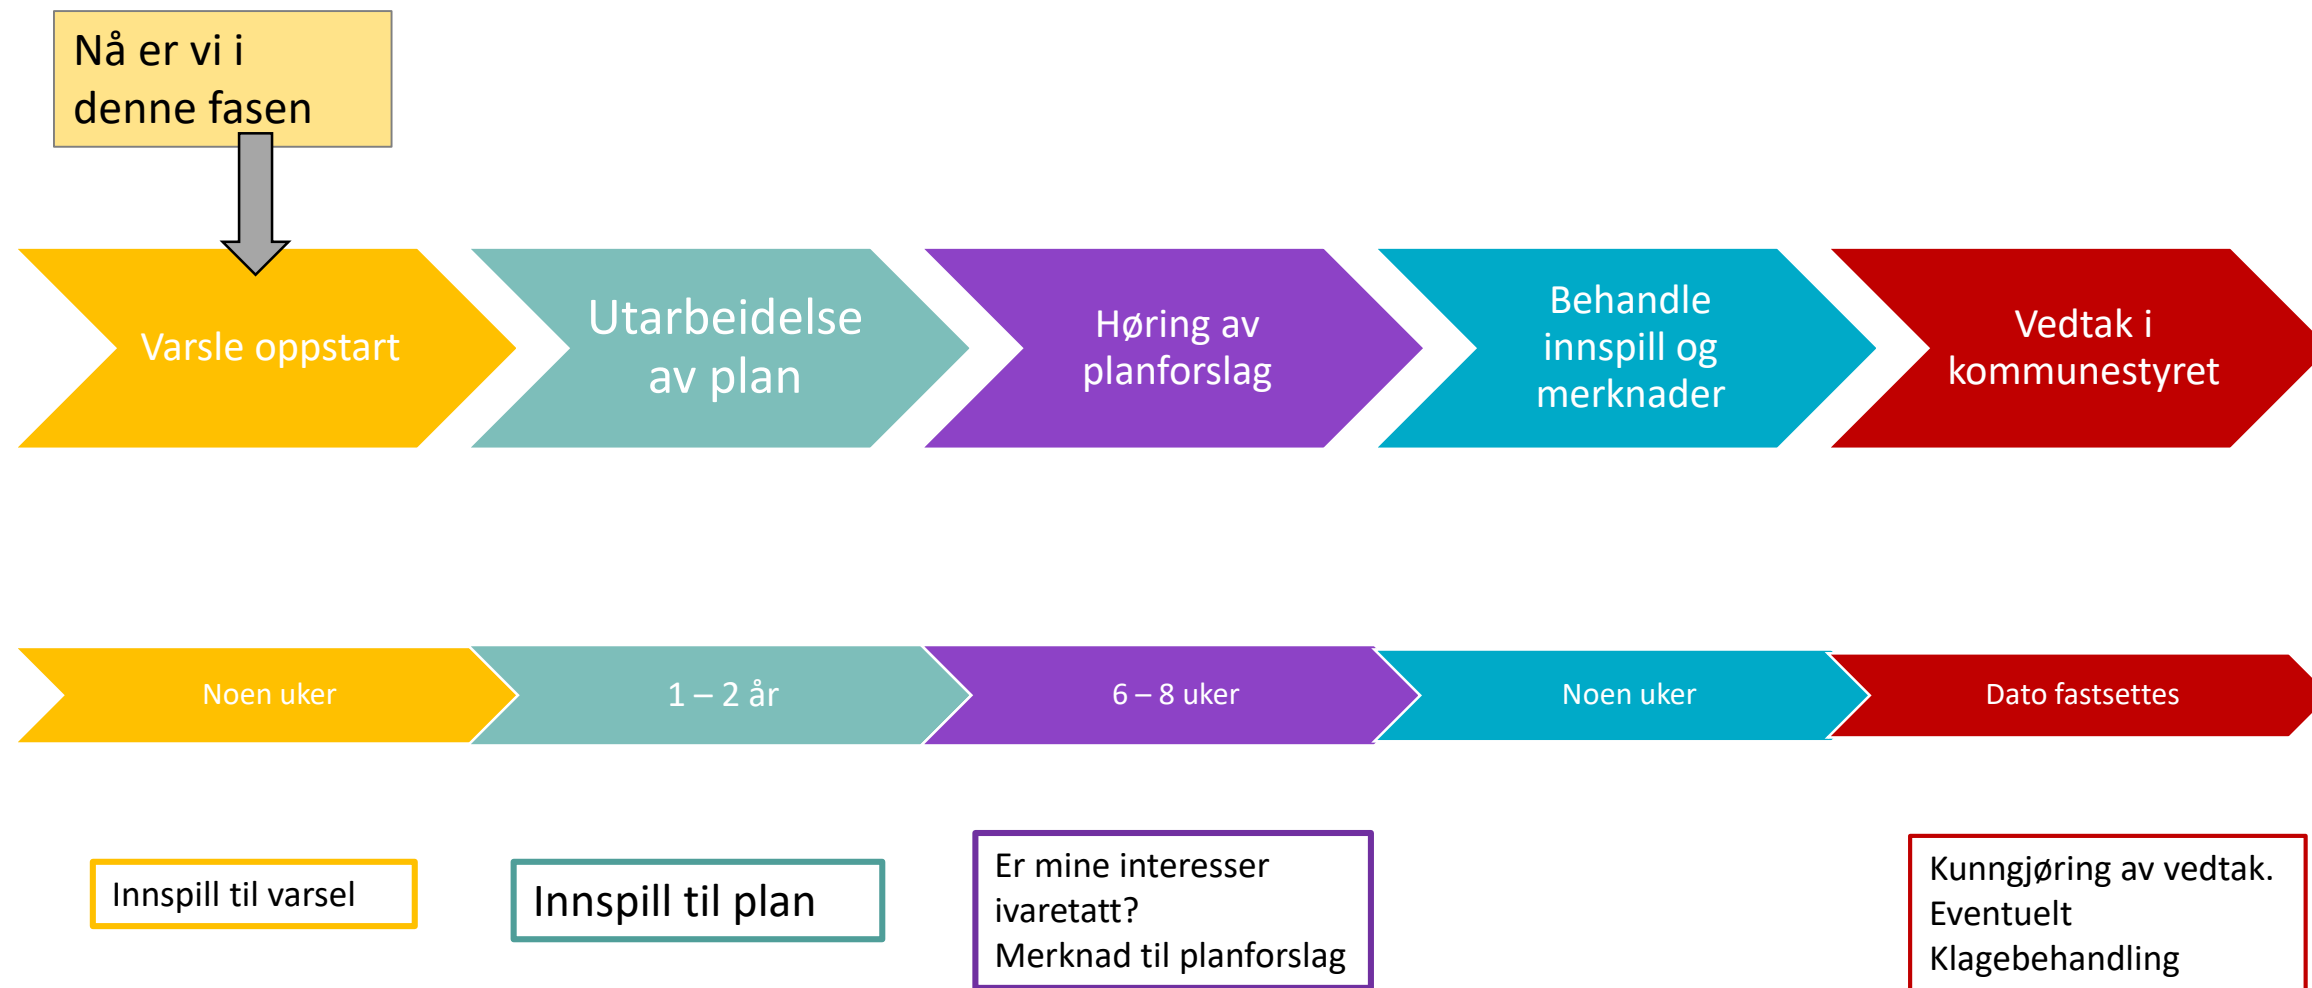 Nå er vi i
denne fasen
Varsle oppstart
Utarbeidelse
av plan
Høring av
planforslag
Behandle
innspill og
merknader
Vedtak i
kommunestyret
Noen uker
1 – 2 år
6 – 8 uker
Noen uker
Dato fastsettes
Innspill til varsel
Innspill til plan
Er mine interesser
ivaretatt?
Merknad til planforslag
Kunngjøring av vedtak.
Eventuelt
Klagebehandling